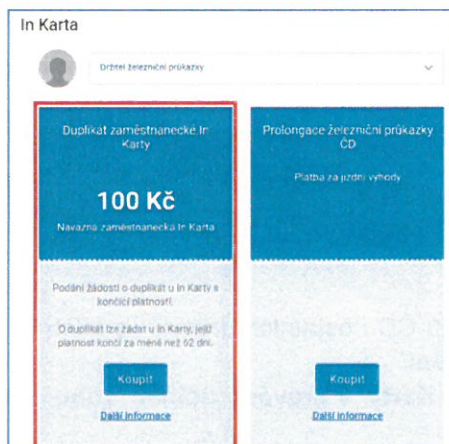 In Karta
Držitel železniční průkazky
Duplikát zaměstnanecké In
Karty
100 Kč
Návazná zaměstnanecká In Karta
Podání žádosti o duplikát u In Karty s
končící platností.
O duplikát lze žádat u In Karty, jejíž
platnost končí za méně než 62 dní.
Koupit
Další informace
Prolongace železniční průkazky
ČD
Platba za jízdní výhody
Koupit
Další informace